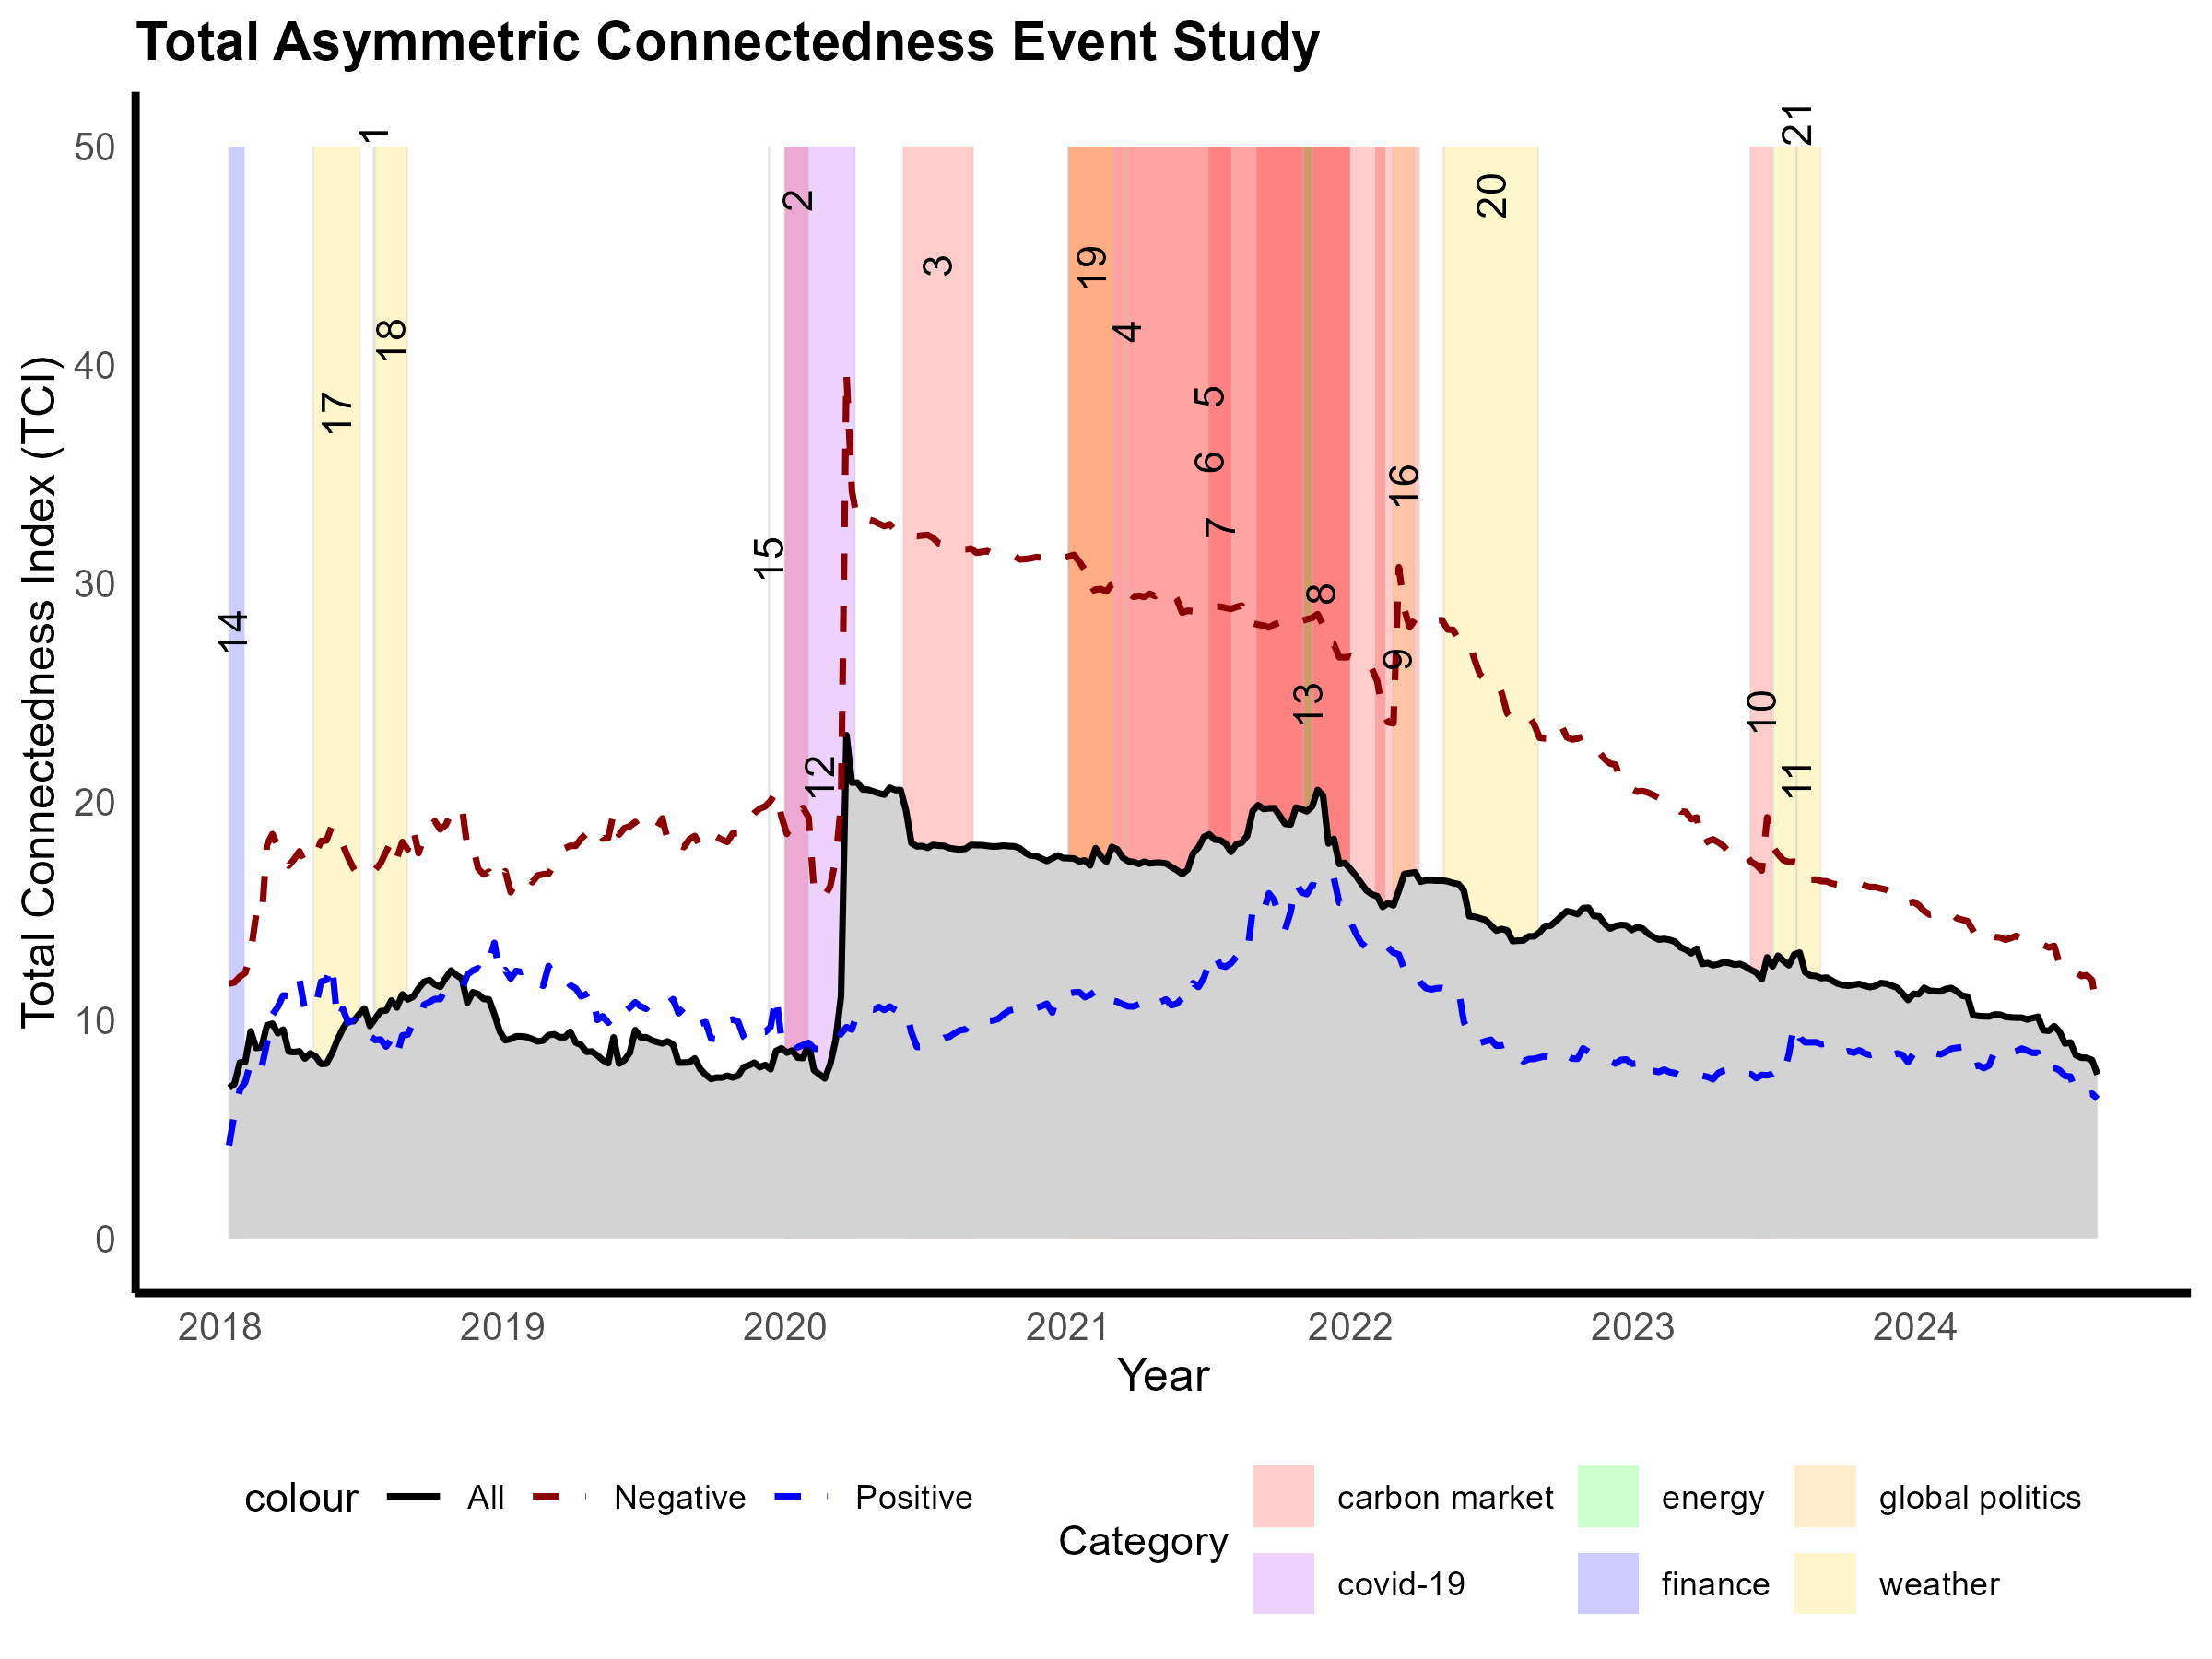 Total Asymmetric Connectedness Event Study
Total Connectedness Index (TCI)
50
40
30
20
10
0
14
17
1
18
15
2
12
3
19
4
5
6
7
8
13
9
16
20
10
11
21
2018
2019
2020
2021
2022
2023
2024
Year
colour
All
Negative
Positive
Category
carbon market
energy
global politics
covid-19
finance
weather